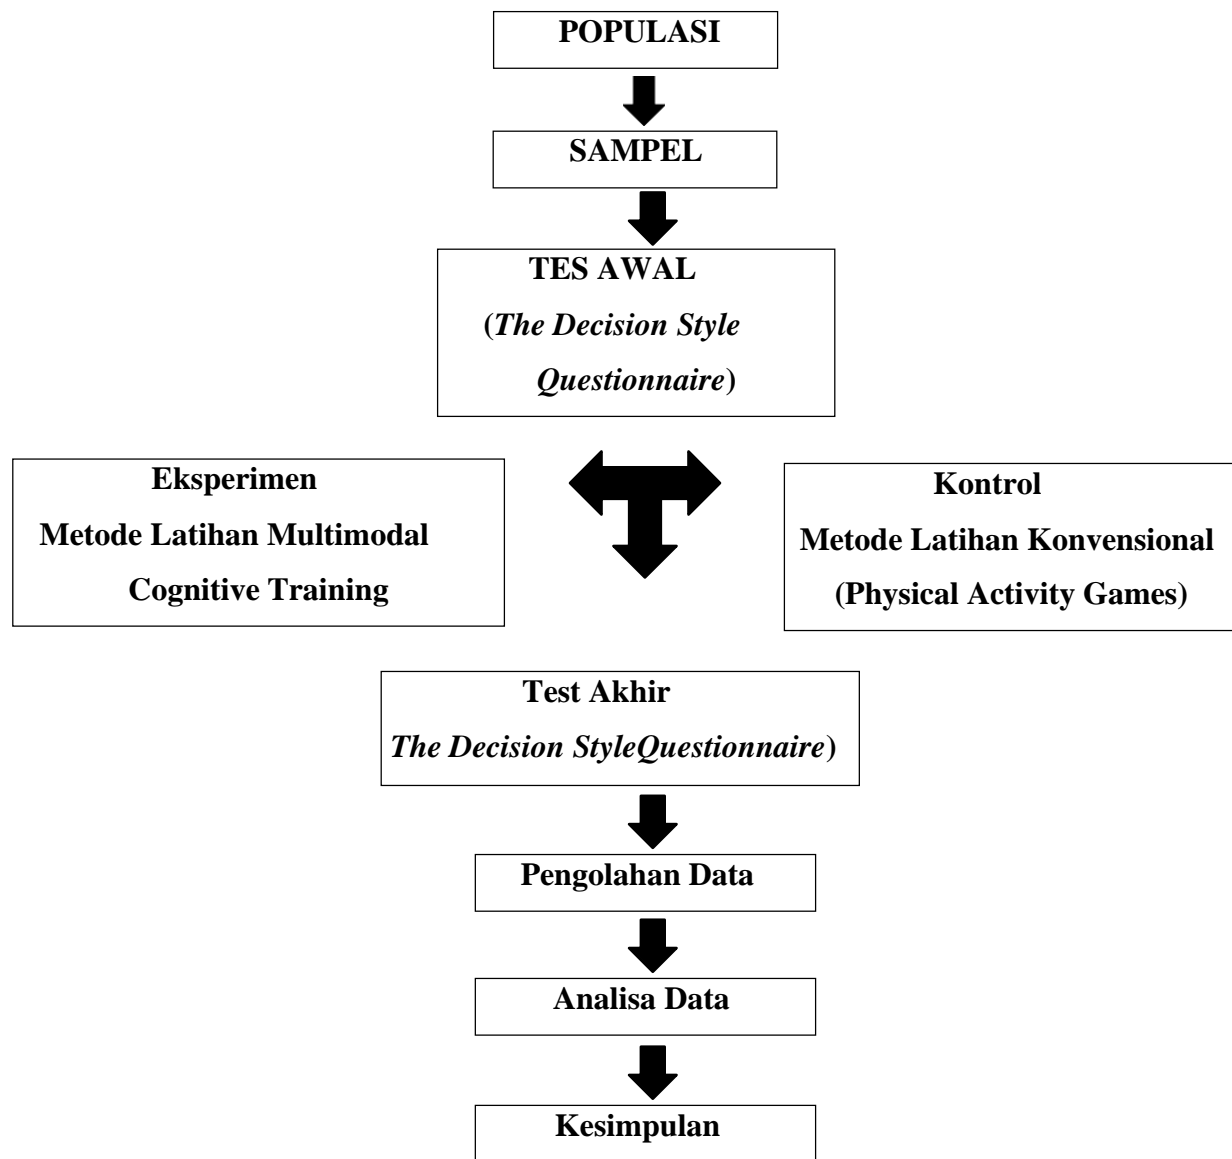 POPULASI
SAMPEL
TES AWAL
(The Decision Style
Questionnaire)
Eksperimen
Metode Latihan Multimodal
Cognitive Training
Kontrol
Metode Latihan Konvensional
(Physical Activity Games)
Test Akhir
The Decision StyleQuestionnaire)
Pengolahan Data
Analisa Data
Kesimpulan